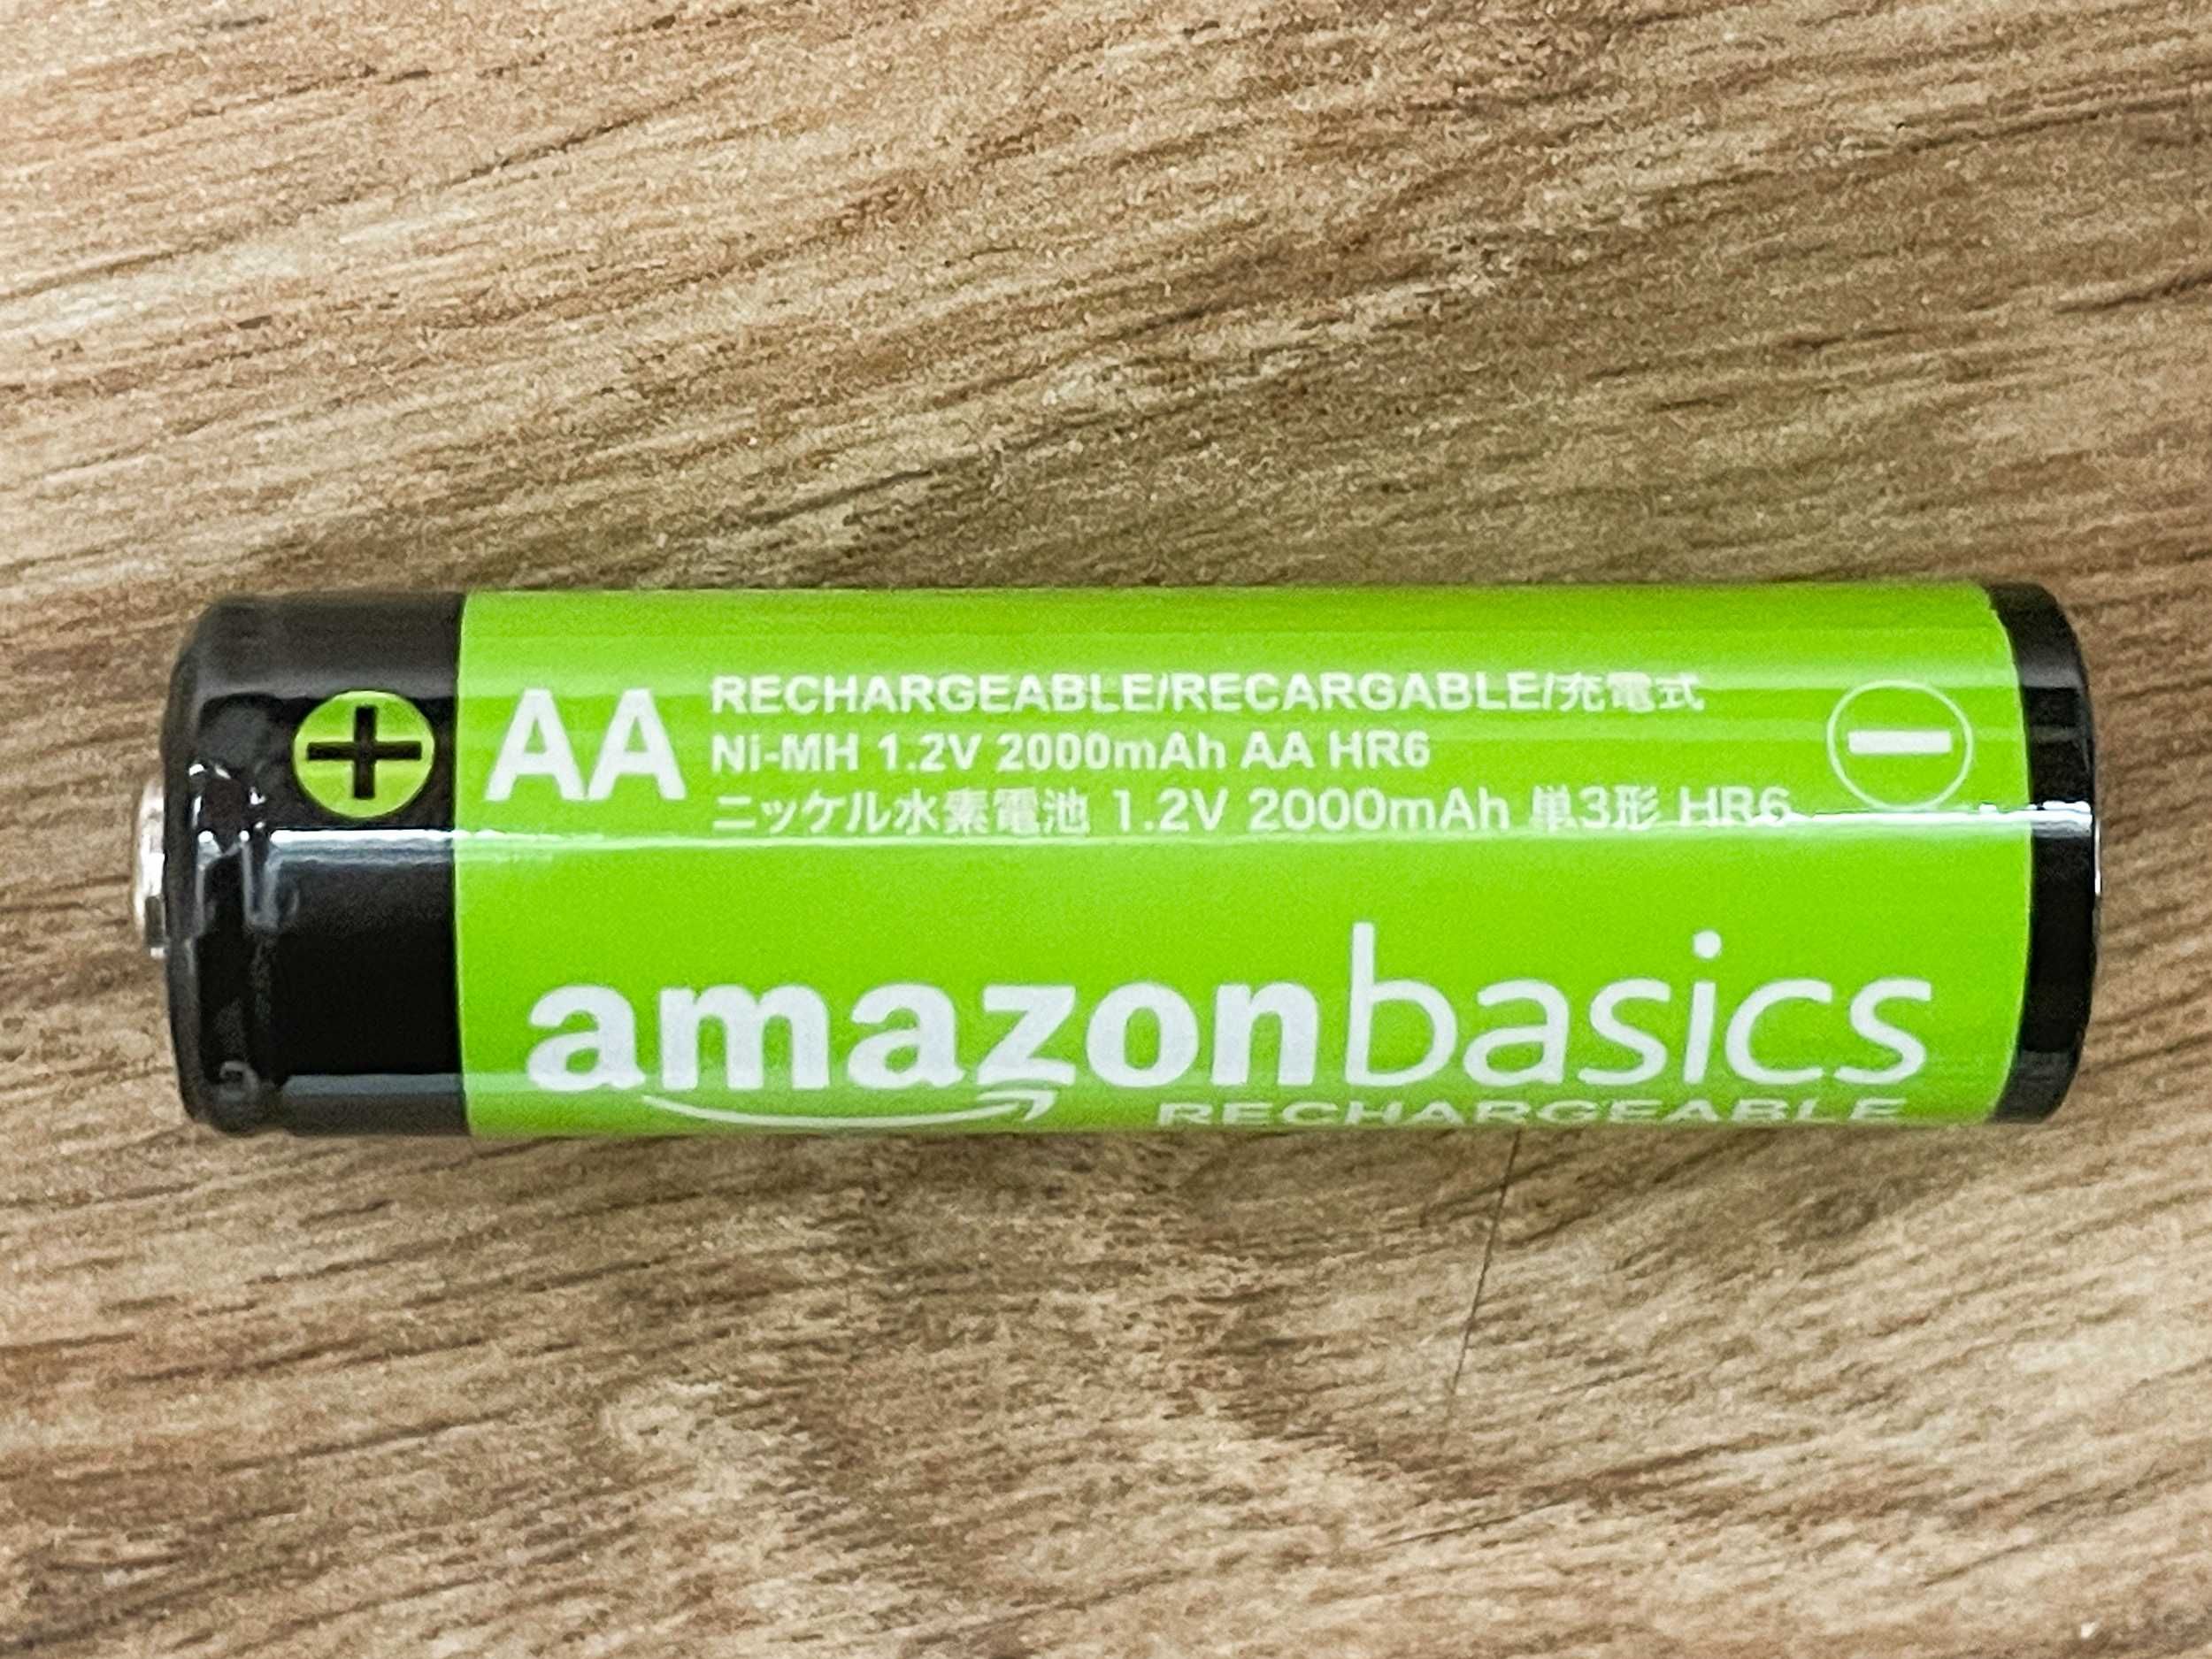 AA
RECHARGEABLE/RECARGABLE/充電式
Ni-MH 1.2V 2000mAh AA HR6
ニッケル水素電池 1.2V 2000mAh 単3形 HR6
amazonbasics
RECHARGEABLE